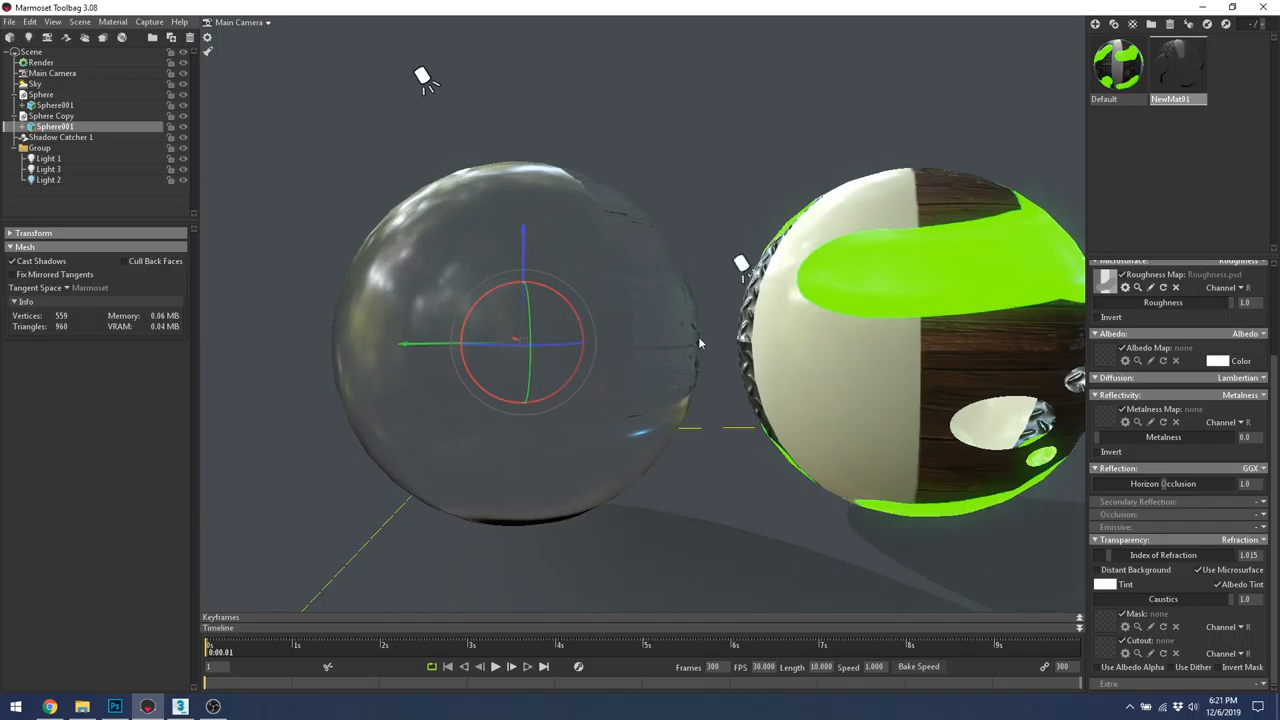 Marmoset Toolbag 3.08
File Edit View Scene Material Capture Help
Main Camera
Scene
Render
Main Camera
Sky
Sphere
Sphere001
Sphere Copy
Sphere001
Shadow Catcher 1
Group
Light 1
Light 3
Light 2
Transform
Mesh
Cast Shadows Cull Back Faces
Fix Mirrored Tangents
Tangent Space Marmoset
Info
Vertices: 559 Memory: 0.06 MB
Triangles: 960 VRAM: 0.04 MB
Default NewMat01
Microsurface: Roughness
Roughness Map: Roughness.psd
Channel R
Roughness 1.0
Invert
Albedo: Albedo
Albedo Map: none
Color
Diffusion: Lambertian
Reflectivity: Metalness
Metalness Map: none
Channel R
Metalness 0.0
Invert
Reflection: GGX
Horizon Occlusion 1.0
Secondary Reflection: -
Occlusion: -
Emissive: -
Transparency: Refraction
Index of Refraction 1.015
Distant Background Use Microsurface
Tint Albedo Tint
Caustics 1.0
Mask: none
Channel R
Cutout: none
Channel R
Use Albedo Alpha Use Dither Invert Mask
Extra: -
Keyframes
Timeline
0s 1s 2s 3s 4s 5s 6s 7s 8s 9s
0:00.01
1 Frames 300 FPS 30.000 Length 10.000 Speed 1.000 Bake Speed 300
Ps
3
6:21 PM
12/6/2019